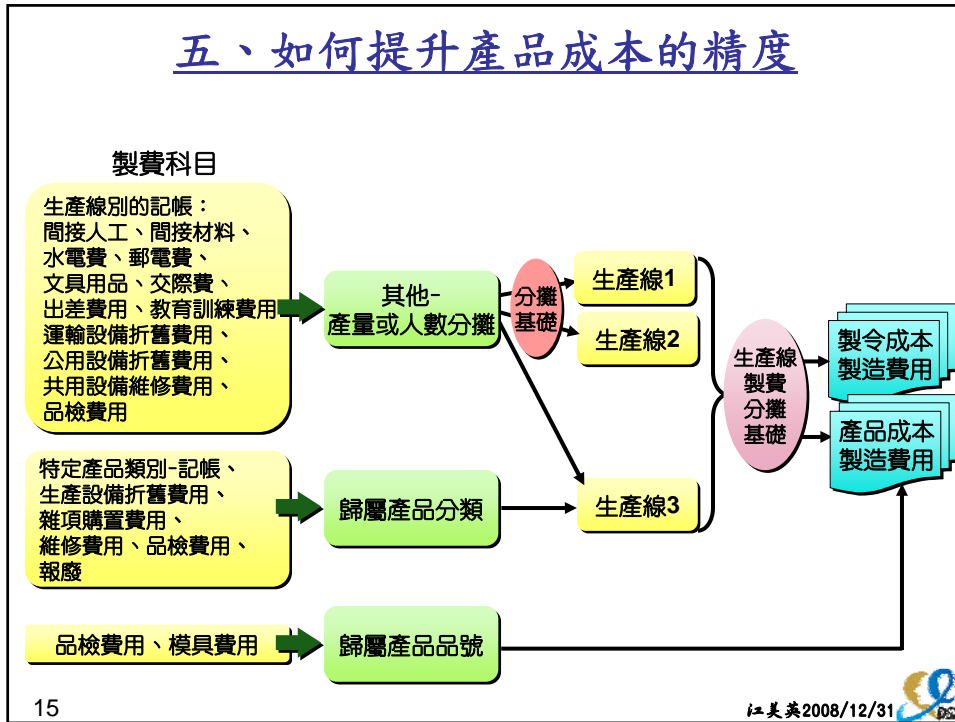 五、如何提升產品成本的精度
製費科目
生產線別的記帳：
間接人工、間接材料、
水電費、郵電費、
文具用品、交際費、
出差費用、教育訓練費用
運輸設備折舊費用、
公用設備折舊費用、
共用設備維修費用、
品檢費用
其他-
產量或人數分攤
分攤
基礎
生產線1
生產線2
生產線
製費
分攤
基礎
製令成本
製造費用
產品成本
製造費用
特定產品類別-記帳、
生產設備折舊費用、
雜項購置費用、
維修費用、品檢費用、
報廢
歸屬產品分類
生產線3
品檢費用、模具費用
歸屬產品品號
15
江美英2008/12/31